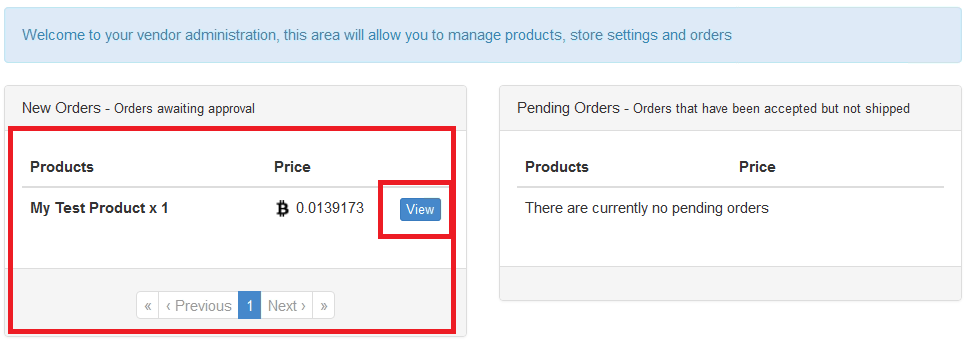 Welcome to your vendor administration, this area will allow you to manage products, store settings and orders
New Orders - Orders awaiting approval
Products Price
My Test Product x 1 0.0139173 View
« ‹ Previous 1 Next › »
Pending Orders - Orders that have been accepted but not shipped
Products Price
There are currently no pending orders